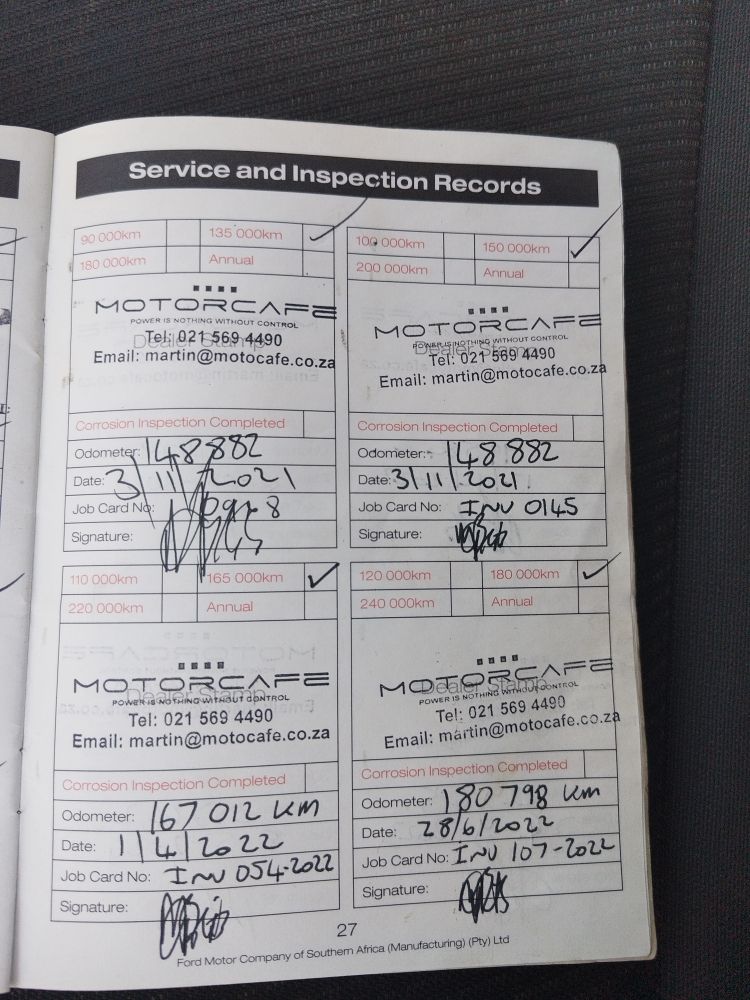 Service and Inspection Records
90 000km 135 000km
180 000km Annual
MOTORCAFE
POWER IS NOTHING WITHOUT CONTROL
Dealer Stamp
Tel: 021 569 4490
Email: martin@motocafe.co.za
Corrosion Inspection Completed
Odometer: 148 882
Date: 3/11/2021
Job Card No:
Signature:
100 000km 150 000km
200 000km Annual
MOTORCAFE
POWER IS NOTHING WITHOUT CONTROL
Dealer Stamp
Tel: 021 569 4490
Email: martin@motocafe.co.za
Corrosion Inspection Completed
Odometer: 148 882
Date: 3/11/2021
Job Card No: INV 0145
Signature:
110 000km 165 000km
220 000km Annual
MOTORCAFE
Dealer Stamp
POWER IS NOTHING WITHOUT CONTROL
Tel: 021 569 4490
Email: martin@motocafe.co.za
Corrosion Inspection Completed
Odometer: 167 012 KM
Date: 1/4/2022
Job Card No: INV 054-2022
Signature:
120 000km 180 000km
240 000km Annual
MOTORCAFE
Dealer Stamp
POWER IS NOTHING WITHOUT CONTROL
Tel: 021 569 4490
Email: martin@motocafe.co.za
Corrosion Inspection Completed
Odometer: 180 798 km
Date: 28/6/2022
Job Card No: INV 107-2022
Signature:
27
Ford Motor Company of Southern Africa (Manufacturing) (Pty) Ltd